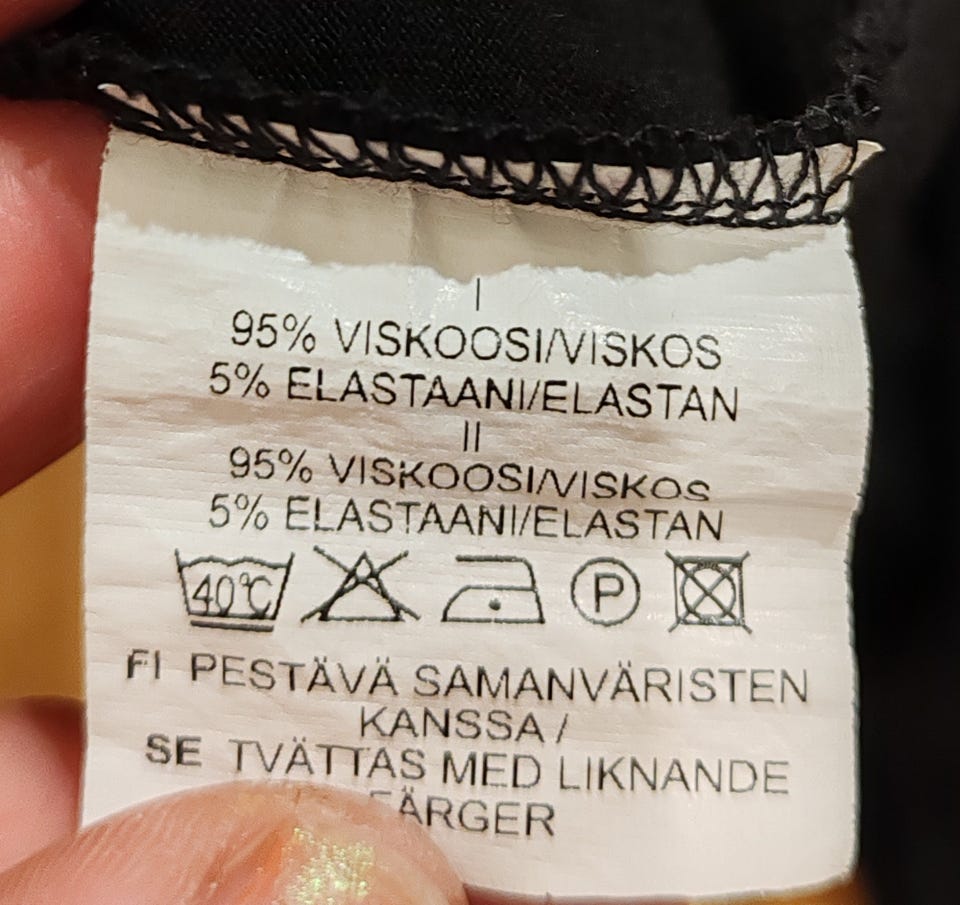 I
95% VISKOOSI/VISKOS
5% ELASTAANI/ELASTAN
II
95% VISKOOSI/VISKOS
5% ELASTAANI/ELASTAN
40°C P
FI PESTÄVÄ SAMANVÄRISTEN
KANSSA /
SE TVÄTTAS MED LIKNANDE
FÄRGER